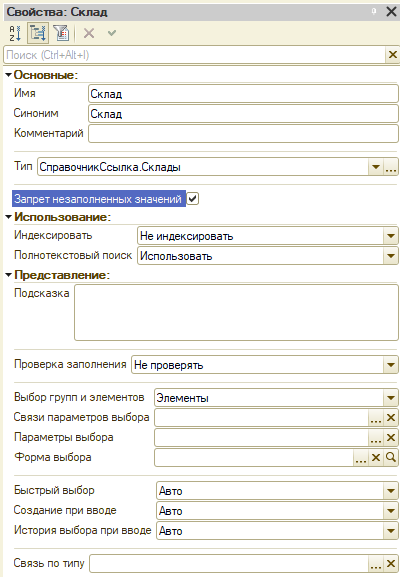 Свойства: Склад
Поиск (Ctrl+Alt+I)
Основные:
Имя Склад
Синоним Склад
Комментарий
Тип СправочникСсылка.Склады ...
Запрет незаполненных значений
Использование:
Индексировать Не индексировать
Полнотекстовый поиск Использовать
Представление:
Подсказка
Проверка заполнения Не проверять
Выбор групп и элементов Элементы
Связи параметров выбора ...
Параметры выбора ...
Форма выбора ...
Быстрый выбор Авто
Создание при вводе Авто
История выбора при вводе Авто
Связь по типу ...